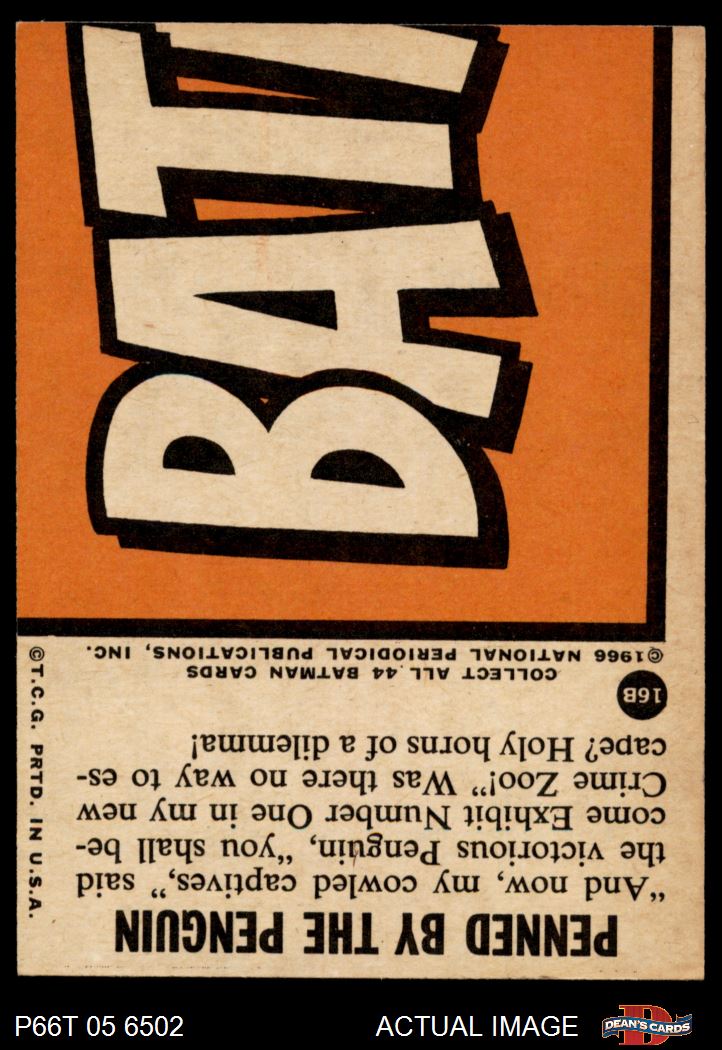 PENNED BY THE PENGUIN
"And now, my cowled captives," said
the victorious Penguin, "you shall be-
come Exhibit Number One in my new
Crime Zoo!" Was there no way to es-
cape? Holy horns of a dilemma!
16B
COLLECT ALL 44 BATMAN CARDS
©1966 NATIONAL PERIODICAL PUBLICATIONS, INC.
©T.C.G. PRTD. IN U.S.A.
BAT
P66T 05 6502
ACTUAL IMAGE
D
DEAN'S CARDS